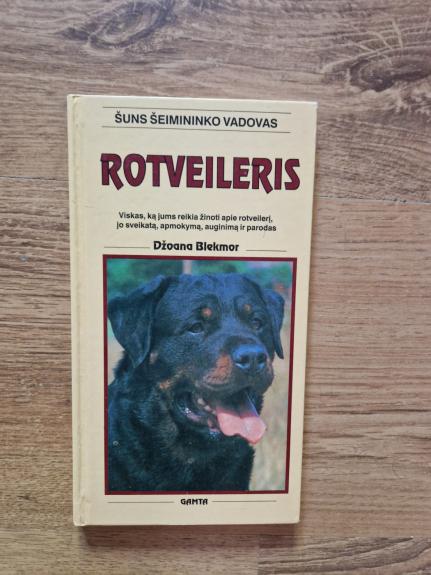 ŠUNS ŠEIMININKO VADOVAS
ROTVEILERIS
Viskas, ką jums reikia žinoti apie rotveilerį,
jo sveikatą, apmokymą, auginimą ir parodas
Džoana Blekmor
GAMTA